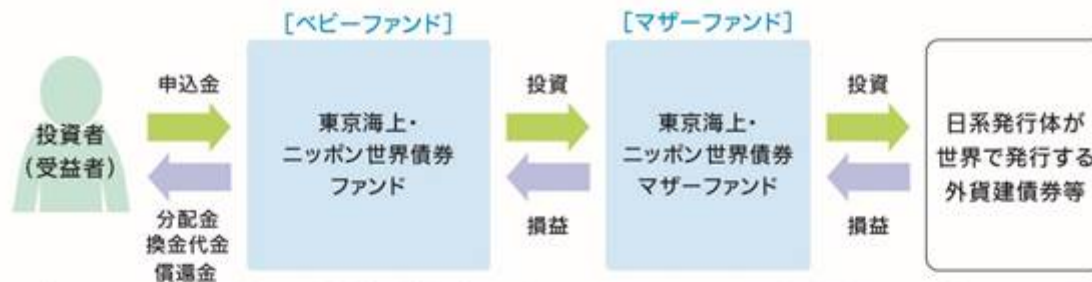 [ベビーファンド]
[マザーファンド]
投資者
(受益者)
申込金
分配金
換金代金
償還金
東京海上・
ニッポン世界債券
ファンド
投資
損益
東京海上・
ニッポン世界債券
マザーファンド
投資
損益
日系発行体が
世界で発行する
外貨建債券等